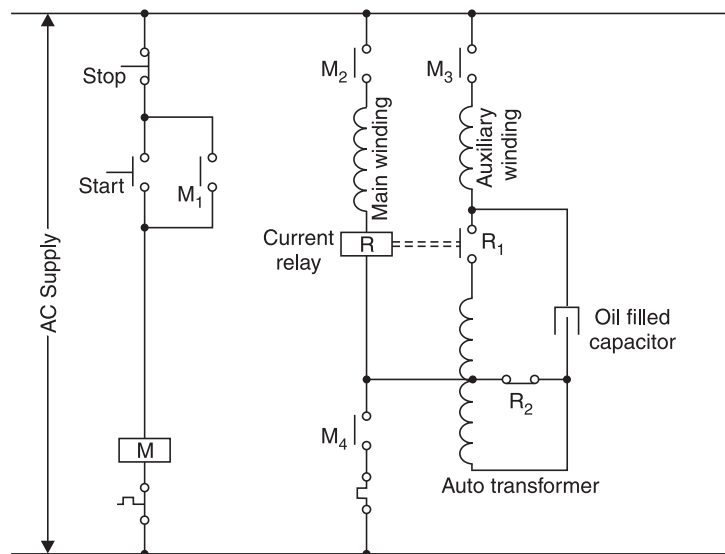 Stop
Start
M1
M
AC Supply
M2
Main winding
Current
relay
R
M4
M3
Auxiliary
winding
R1
Oil filled
capacitor
R2
Auto transformer